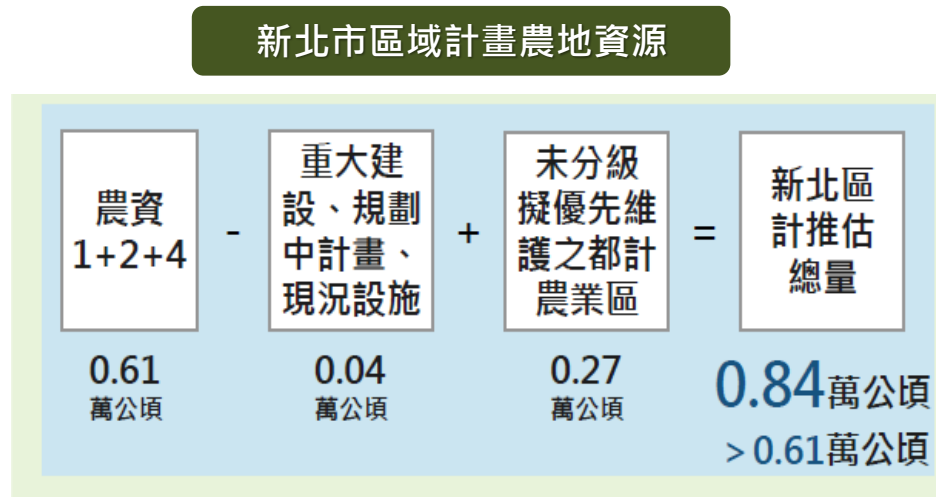 新北市區域計畫農地資源
農資
1+2+4
-
重大建
設、規劃
中計畫、
現況設施
+
未分級
擬優先維
護之都計
農業區
=
新北區
計推估
總量
0.61
萬公頃
0.04
萬公頃
0.27
萬公頃
0.84萬公頃
>0.61萬公頃